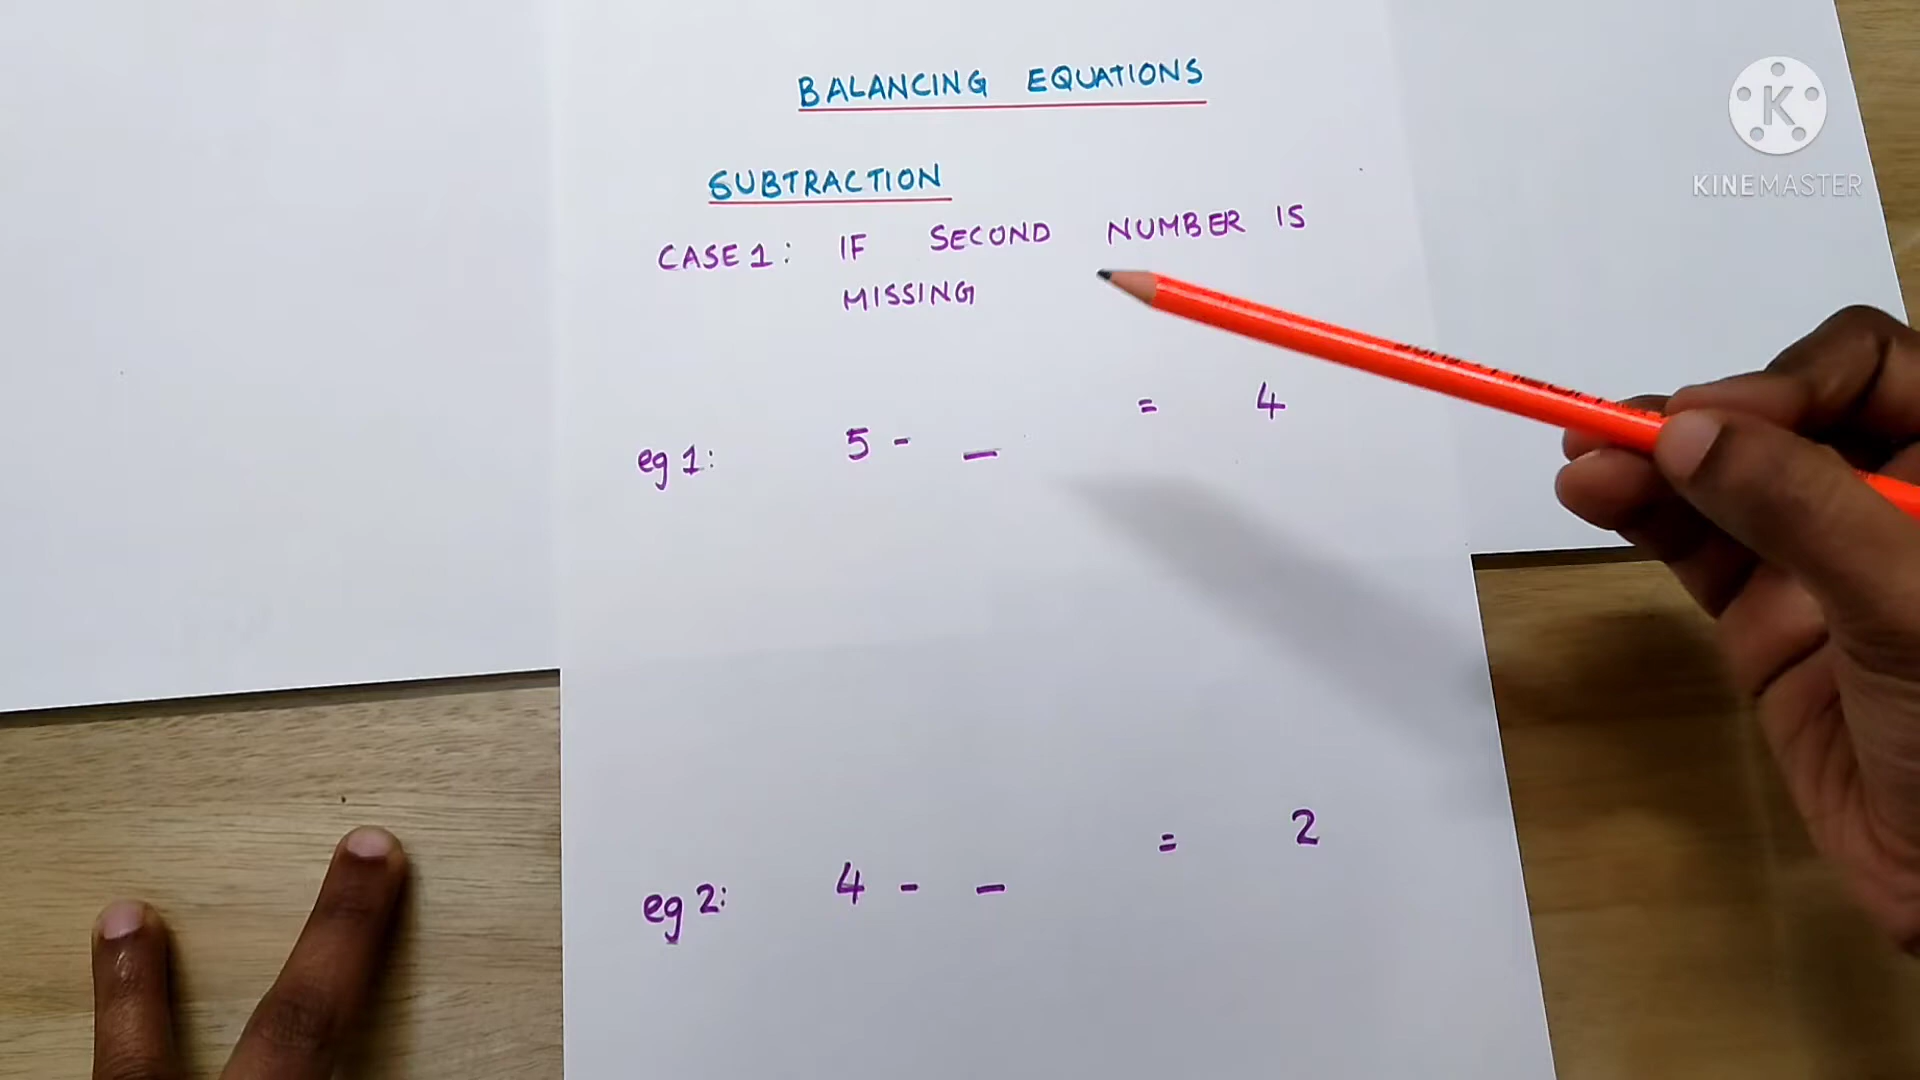 BALANCING EQUATIONS
K
KINEMASTER
SUBTRACTION
CASE 1: IF SECOND NUMBER IS
MISSING
eg 1: 5 - _ = 4
eg 2: 4 - _ = 2